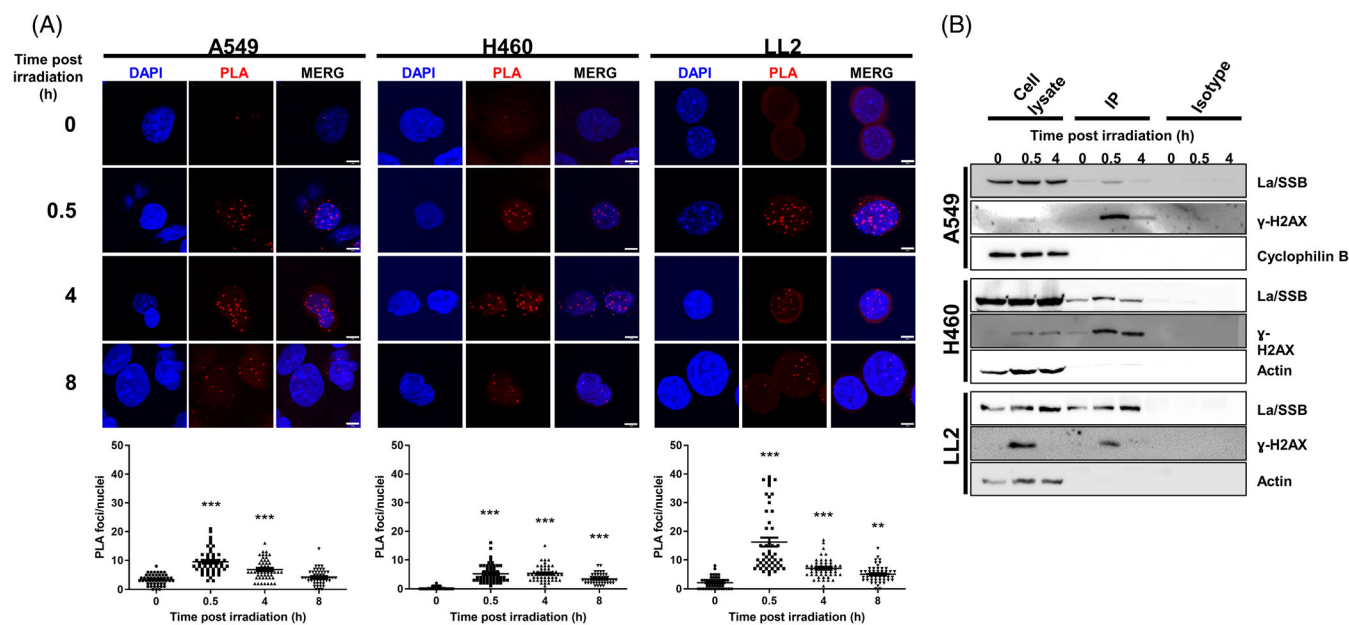 (A)
A549 H460 LL2
Time post
irradiation
(h)
DAPI PLA MERG DAPI PLA MERG DAPI PLA MERG
0
0.5
4
8
PLA foci/nuclei
50
40
30
20
10
0
***
***
0 0.5 4 8
Time post irradiation (h)
PLA foci/nuclei
50
40
30
20
10
0
***
***
***
0 0.5 4 8
Time post irradiation (h)
PLA foci/nuclei
50
40
30
20
10
0
***
***
**
0 0.5 4 8
Time post irradiation (h)
(B)
Cell
lysate
IP
Isotype
Time post irradiation (h)
0 0.5 4 0 0.5 4 0 0.5 4
A549
La/SSB
γ-H2AX
Cyclophilin B
H460
La/SSB
ɣ-
H2AX
Actin
LL2
La/SSB
ɣ-H2AX
Actin